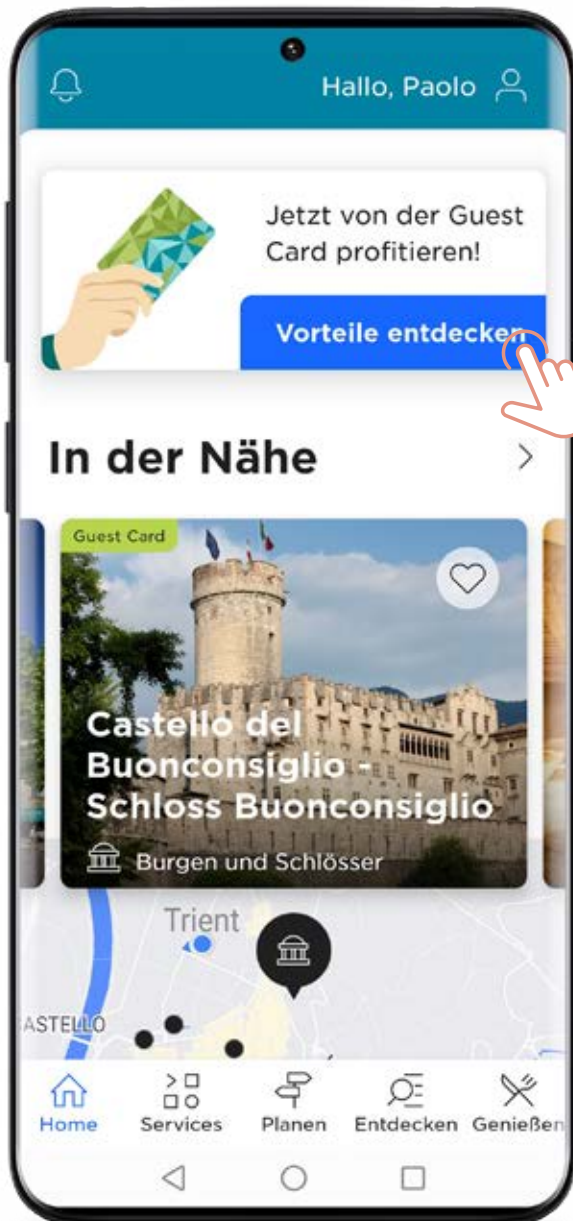 Hallo, Paolo
Jetzt von der Guest
Card profitieren!
Vorteile entdecken
In der Nähe
Guest Card
Castello del
Buonconsiglio -
Schloss Buonconsiglio
Burgen und Schlösser
Trient
ASTELLO
Home Services Planen Entdecken Genießen